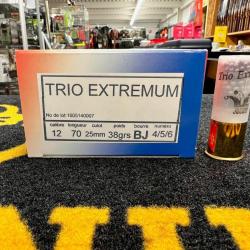 TRIO EXTREMUM
No de lot: 1605140007
calibre longueur culot poids bourre numéro
12 70 25mm 38grs BJ 4/5/6
Trio Extre